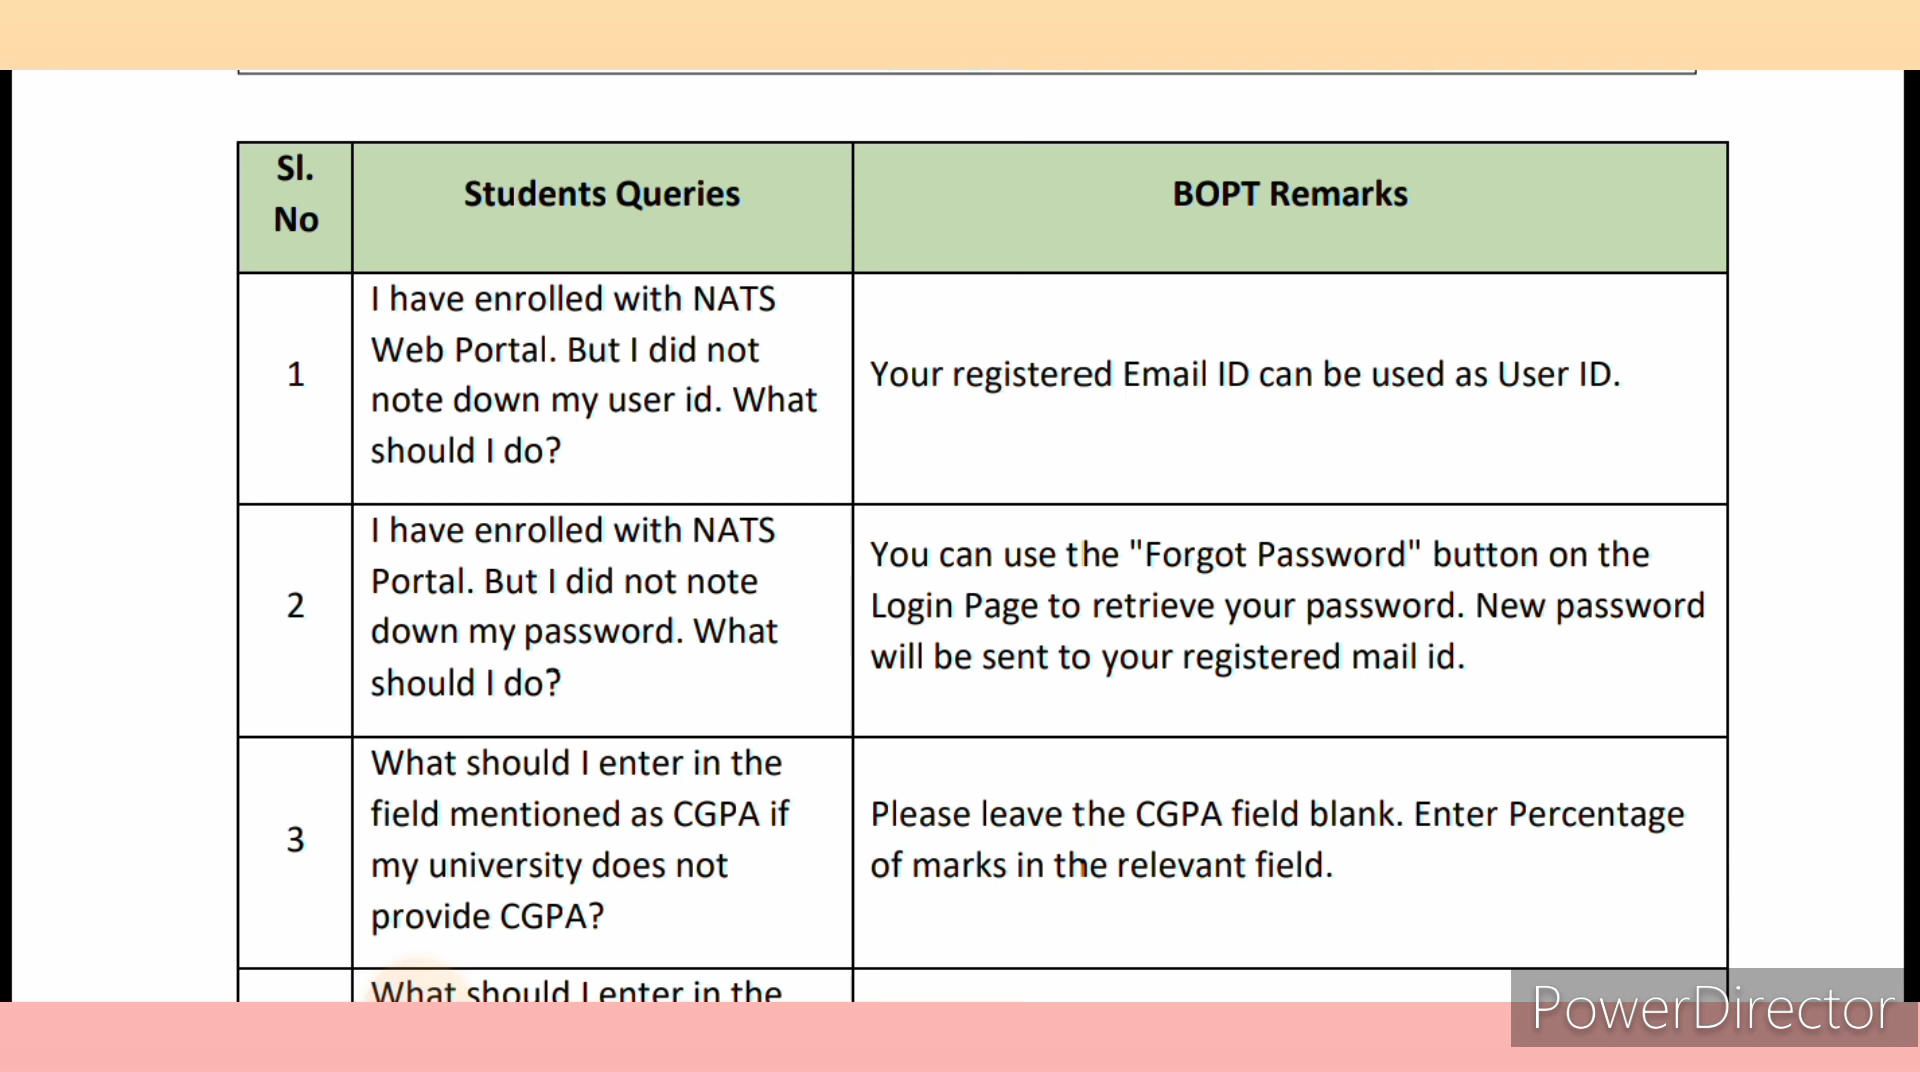 Sl.
No
Students Queries
BOPT Remarks
1
I have enrolled with NATS
Web Portal. But I did not
note down my user id. What
should I do?
Your registered Email ID can be used as User ID.
2
I have enrolled with NATS
Portal. But I did not note
down my password. What
should I do?
You can use the "Forgot Password" button on the
Login Page to retrieve your password. New password
will be sent to your registered mail id.
3
What should I enter in the
field mentioned as CGPA if
my university does not
provide CGPA?
Please leave the CGPA field blank. Enter Percentage
of marks in the relevant field.
What should I enter in the
PowerDirector